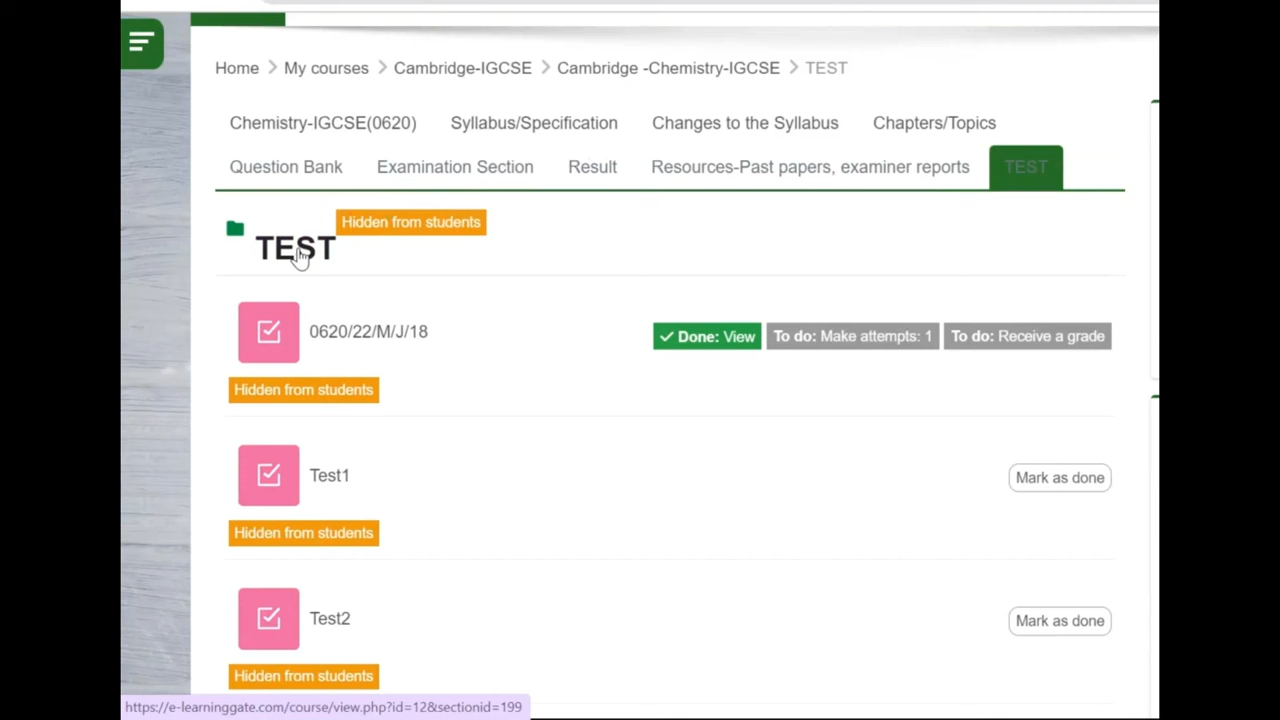 Home > My courses > Cambridge-IGCSE > Cambridge -Chemistry-IGCSE > TEST
Chemistry-IGCSE(0620) Syllabus/Specification Changes to the Syllabus Chapters/Topics
Question Bank Examination Section Result Resources-Past papers, examiner reports TEST
Hidden from students
TEST
0620/22/M/J/18 Done: View To do: Make attempts: 1 To do: Receive a grade
Hidden from students
Test1 Mark as done
Hidden from students
Test2 Mark as done
Hidden from students
https://e-learninggate.com/course/view.php?id=12&sectionid=199